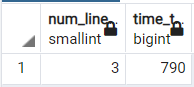 num_line time_t
smallint bigint
1 3 790